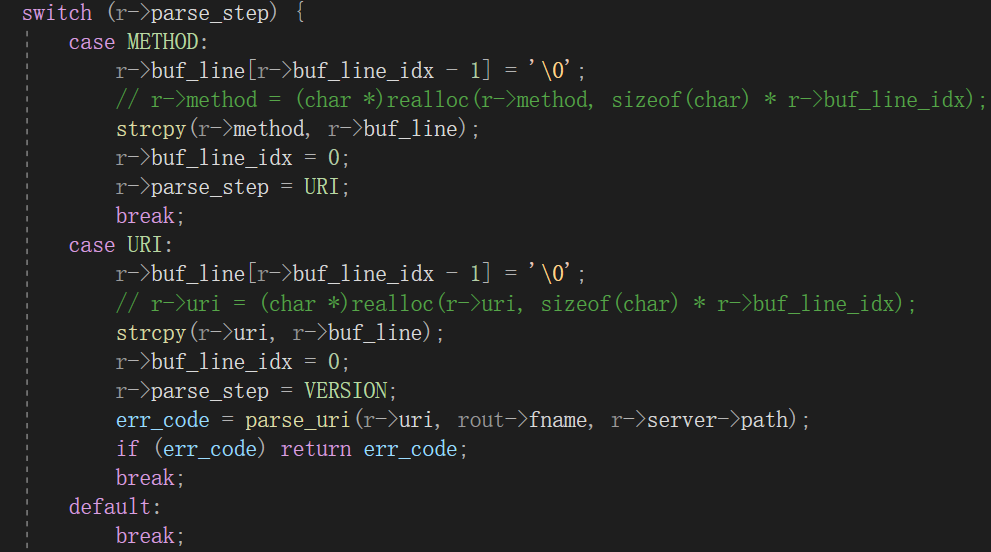 switch (r->parse_step) {
case METHOD:
r->buf_line[r->buf_line_idx - 1] = '\0';
// r->method = (char *)realloc(r->method, sizeof(char) * r->buf_line_idx);
strcpy(r->method, r->buf_line);
r->buf_line_idx = 0;
r->parse_step = URI;
break;
case URI:
r->buf_line[r->buf_line_idx - 1] = '\0';
// r->uri = (char *)realloc(r->uri, sizeof(char) * r->buf_line_idx);
strcpy(r->uri, r->buf_line);
r->buf_line_idx = 0;
r->parse_step = VERSION;
err_code = parse_uri(r->uri, rout->fname, r->server->path);
if (err_code) return err_code;
break;
default:
break;